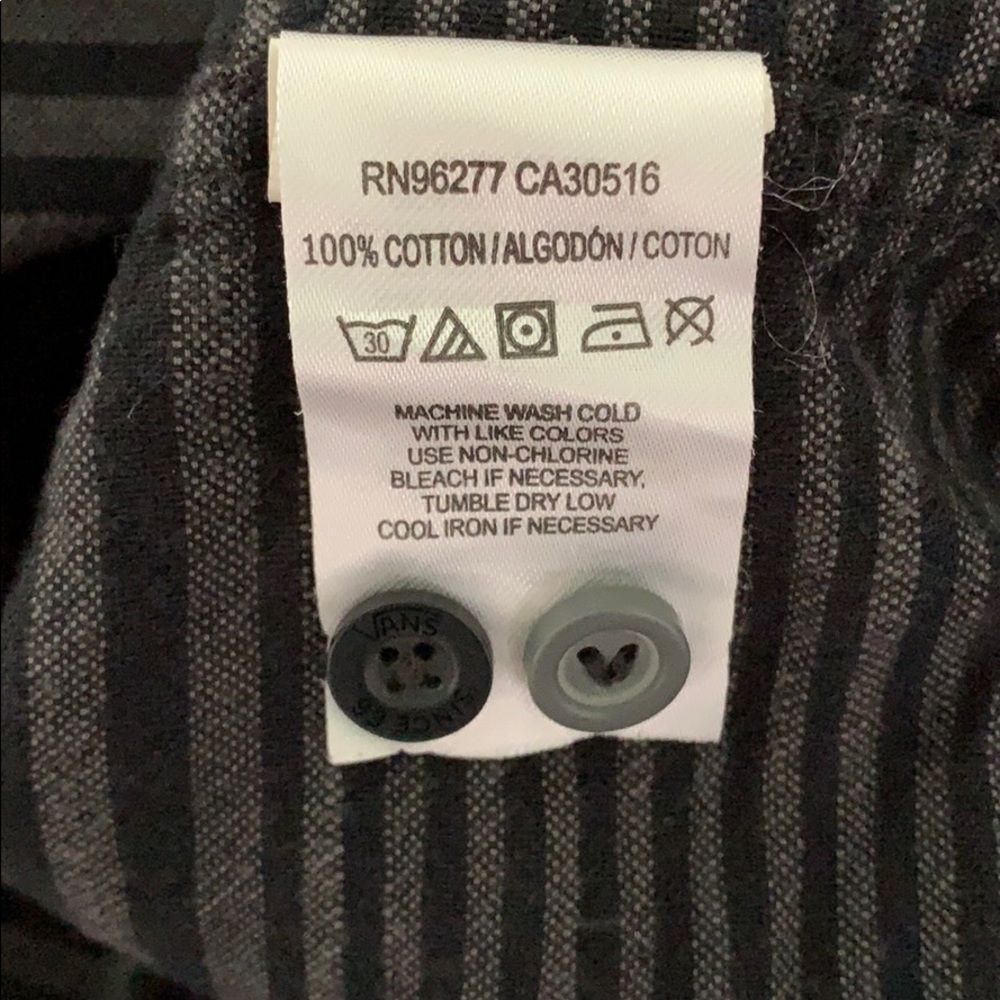 RN96277 CA30516
100% COTTON/ALGODÓN/COTON
30
MACHINE WASH COLD
WITH LIKE COLORS
USE NON-CHLORINE
BLEACH IF NECESSARY,
TUMBLE DRY LOW
COOL IRON IF NECESSARY
VANS
SINCE 66